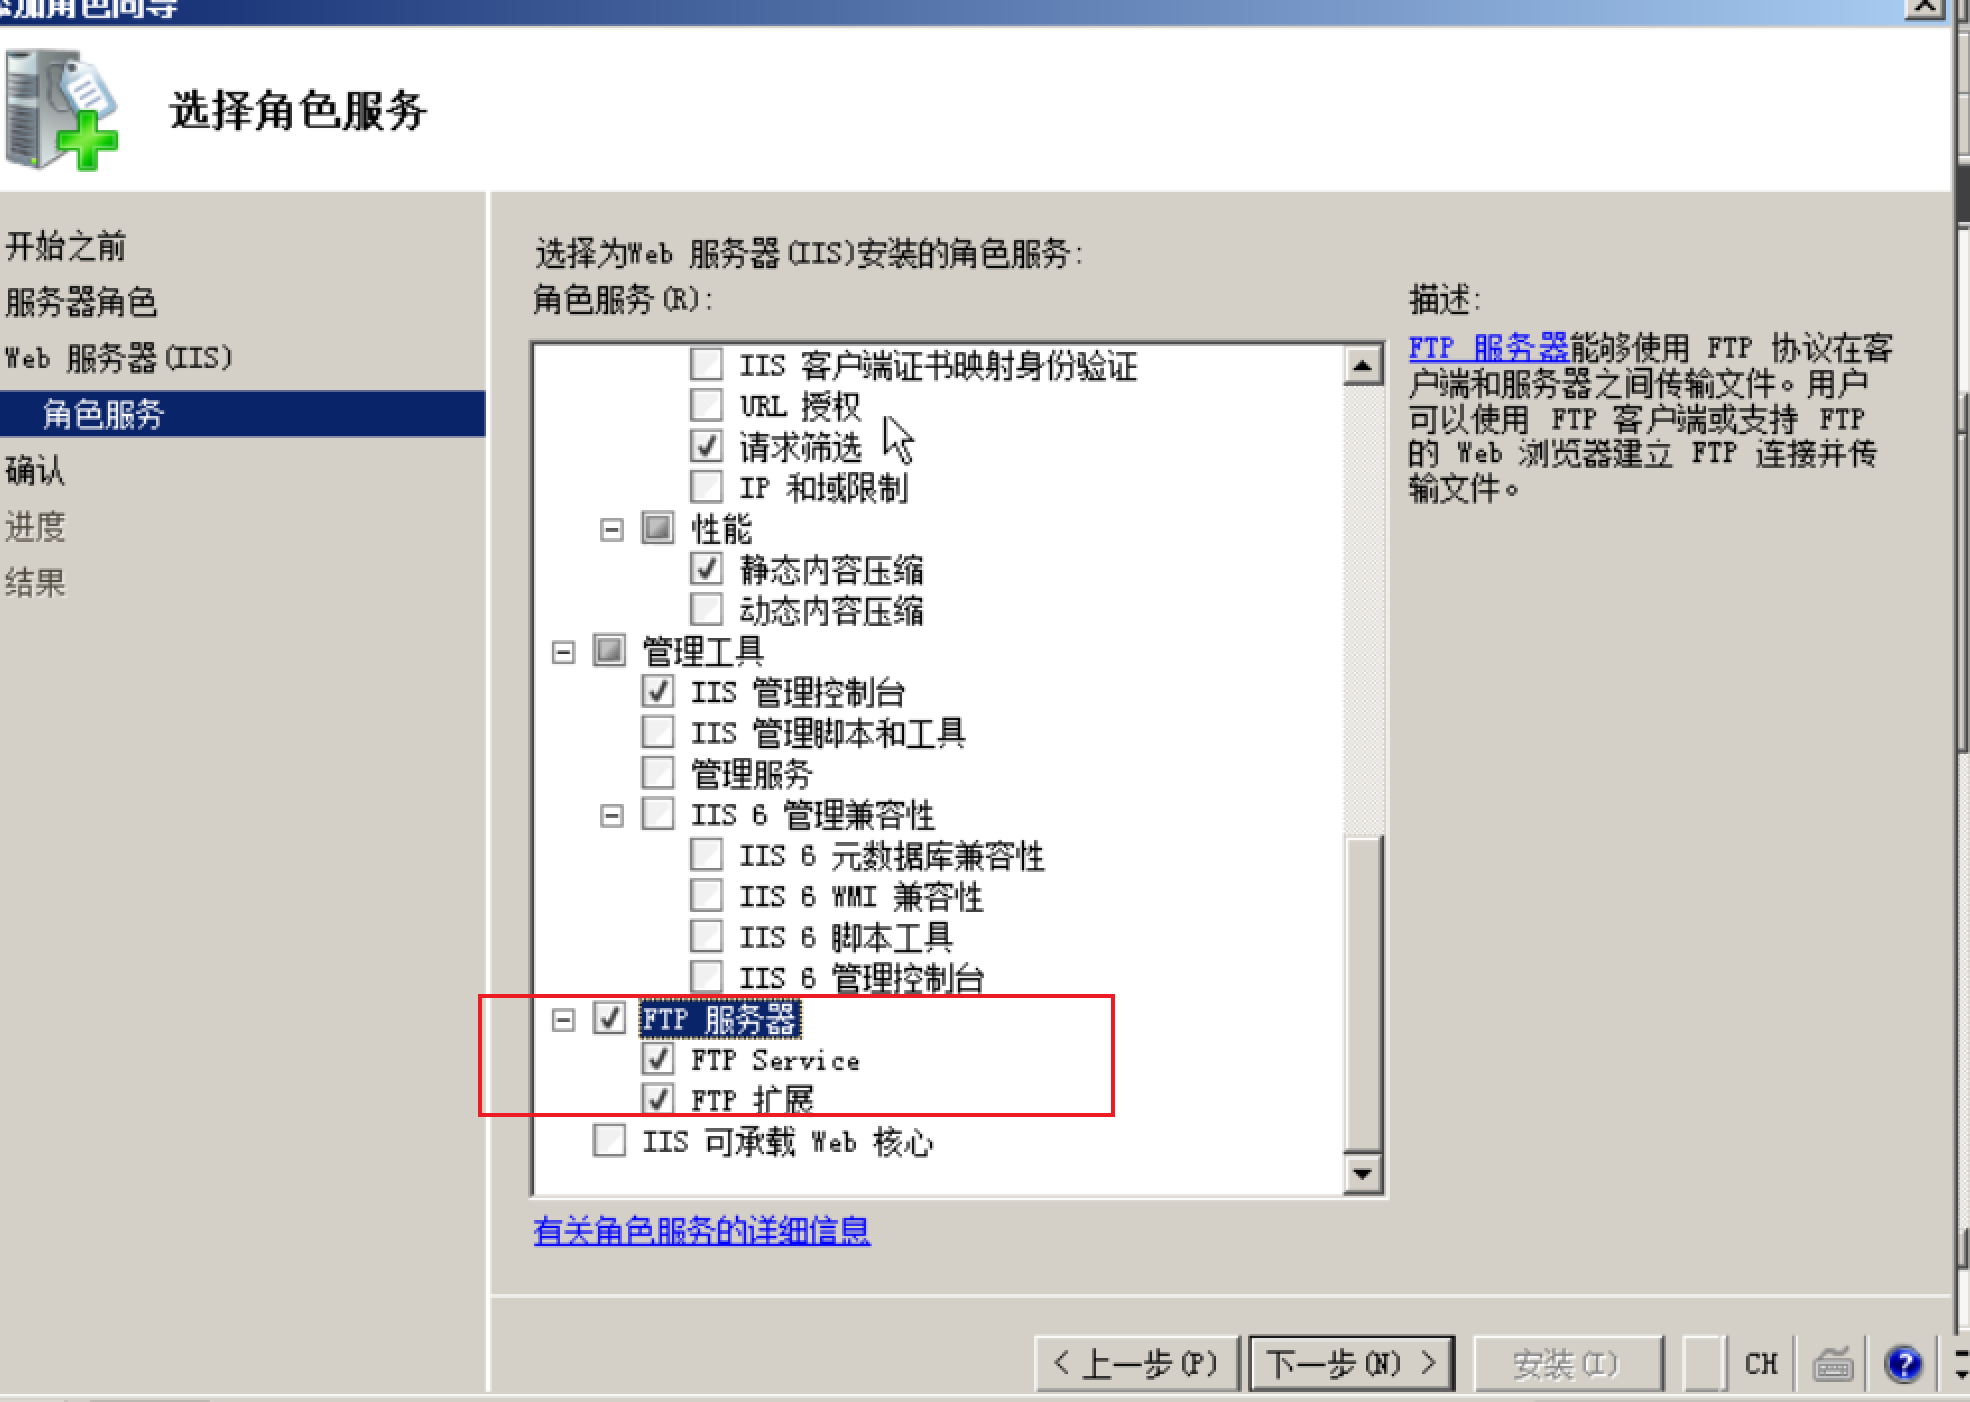 添加角色向导
选择角色服务
开始之前
服务器角色
Web 服务器(IIS)
角色服务
确认
进度
结果
选择为Web 服务器(IIS)安装的角色服务:
角色服务(R):
IIS 客户端证书映射身份验证
URL 授权
请求筛选
IP 和域限制
性能
静态内容压缩
动态内容压缩
管理工具
IIS 管理控制台
IIS 管理脚本和工具
管理服务
IIS 6 管理兼容性
IIS 6 元数据库兼容性
IIS 6 WMI 兼容性
IIS 6 脚本工具
IIS 6 管理控制台
FTP 服务器
FTP Service
FTP 扩展
IIS 可承载 Web 核心
有关角色服务的详细信息
描述:
FTP 服务器能够使用 FTP 协议在客
户端和服务器之间传输文件。用户
可以使用 FTP 客户端或支持 FTP
的 Web 浏览器建立 FTP 连接并传
输文件。
< 上一步(P)
下一步(N) >
安装(I)
CH